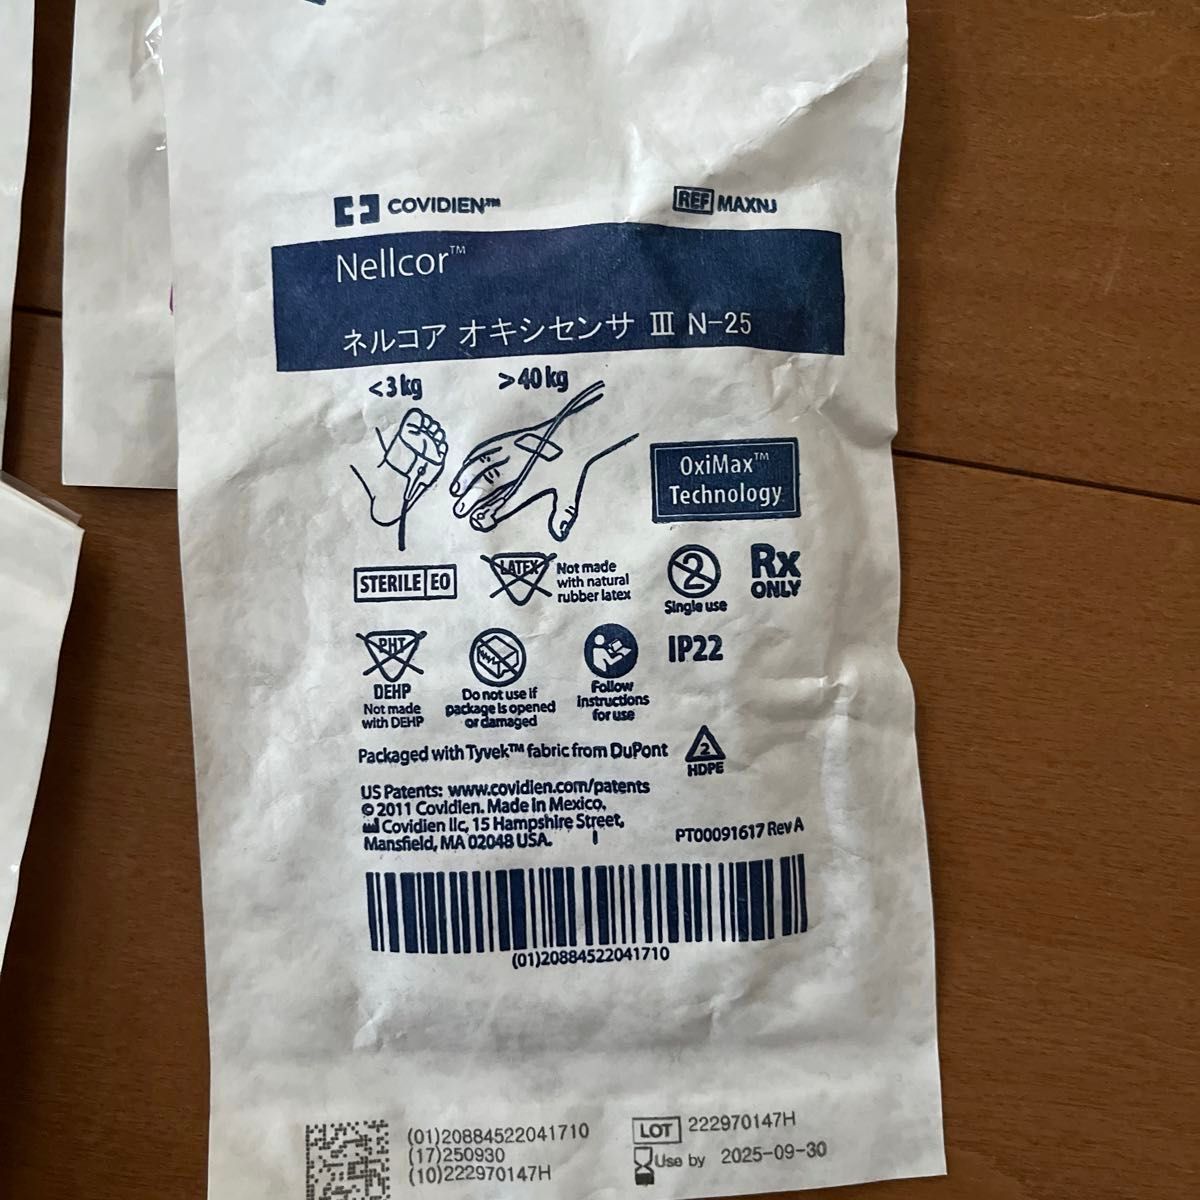 COVIDIEN™
REF MAXNJ
Nellcor™
ネルコア オキシセンサ III N-25
<3kg
>40kg
OxiMax™
Technology
STERILE EO
LATEX
Not made
with natural
rubber latex
2
Single use
Rx
ONLY
PHT
DEHP
Not made
with DEHP
Do not use if
package is opened
or damaged
Follow
instructions
for use
IP22
Packaged with Tyvek™ fabric from DuPont
2
HDPE
US Patents: www.covidien.com/patents
© 2011 Covidien. Made in Mexico.
Covidien llc, 15 Hampshire Street,
Mansfield, MA 02048 USA.
PT00091617 Rev A
(01)20884522041710
(01)20884522041710
(17)250930
(10)222970147H
LOT 222970147H
Use by 2025-09-30